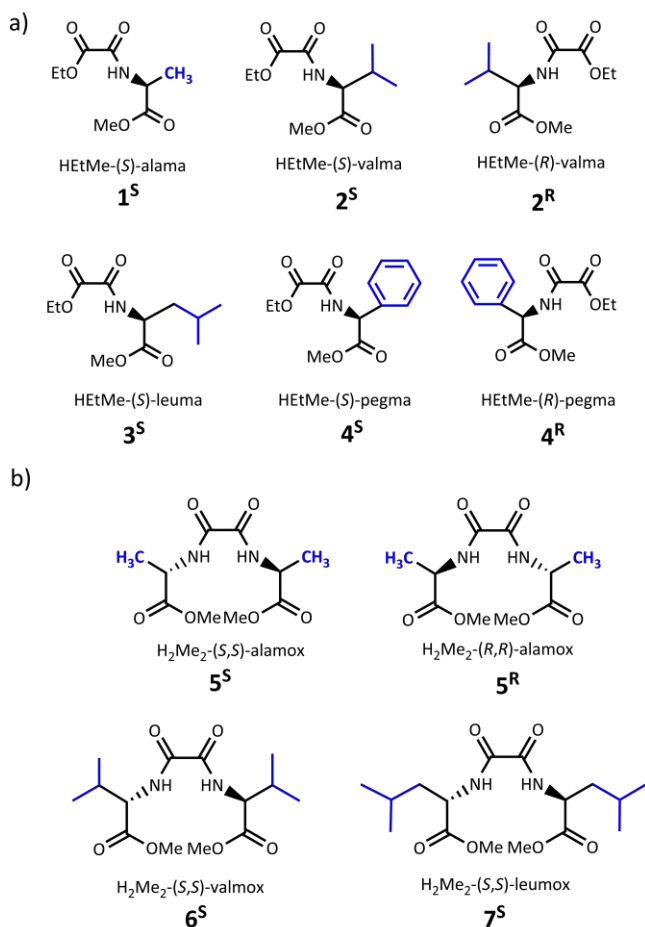 a)
O O
EtO HN CH₃
MeO O
HEtMe-(S)-alama
1ˢ
O O
EtO HN
MeO O
HEtMe-(S)-valma
2ˢ
O O
HN OEt
O OMe
HEtMe-(R)-valma
2ᴿ
O O
EtO HN
MeO O
HEtMe-(S)-leuma
3ˢ
O O
EtO HN
MeO O
HEtMe-(S)-pegma
4ˢ
O O
NH OEt
O OMe
HEtMe-(R)-pegma
4ᴿ
b)
O O
H₃C NH HN CH₃
O OMe MeO O
H₂Me₂-(S,S)-alamox
5ˢ
O O
H₃C NH HN CH₃
O OMe MeO O
H₂Me₂-(R,R)-alamox
5ᴿ
O O
NH HN
O OMe MeO O
H₂Me₂-(S,S)-valmox
6ˢ
O O
NH HN
O OMe MeO O
H₂Me₂-(S,S)-leumox
7ˢ